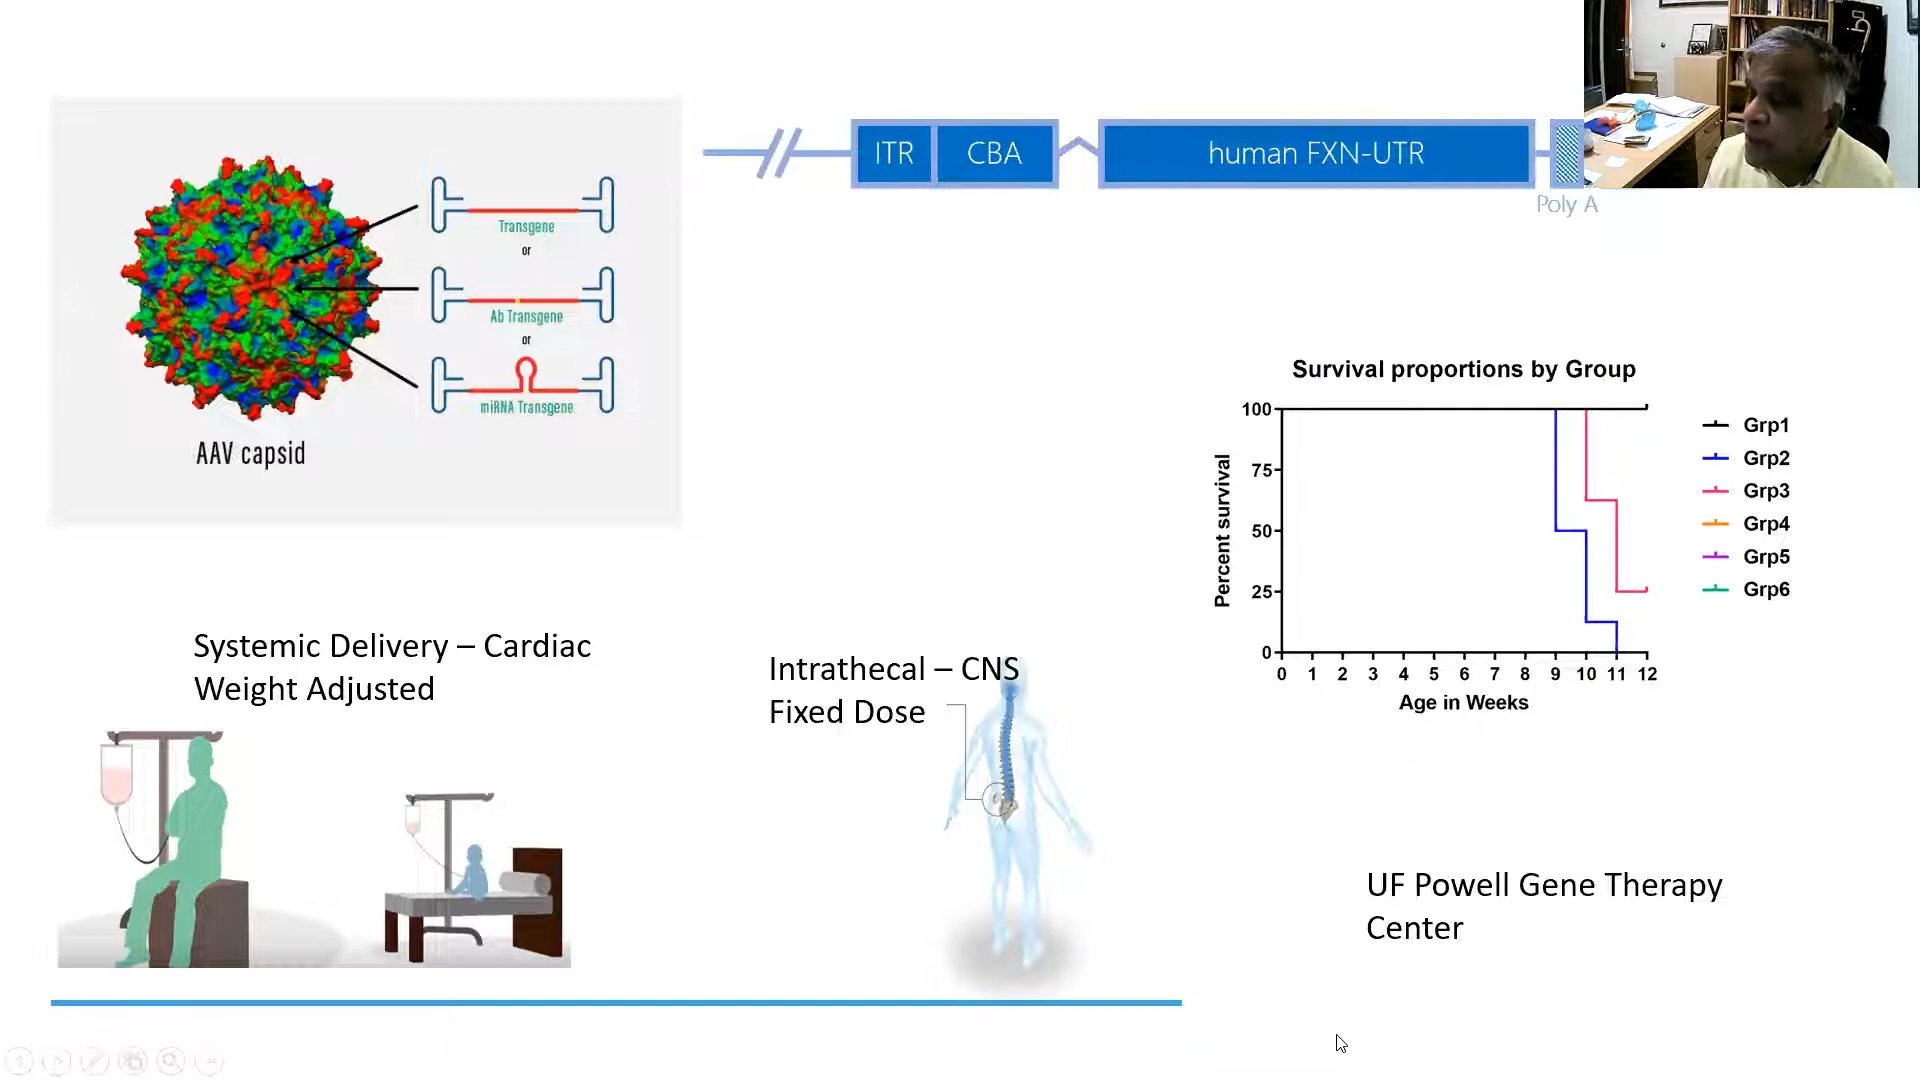 ITR
CBA
human FXN-UTR
Poly A
Transgene
or
Ab Transgene
or
miRNA Transgene
AAV capsid
Survival proportions by Group
Percent survival
100
75
50
25
0
0 1 2 3 4 5 6 7 8 9 10 11 12
Age in Weeks
Grp1
Grp2
Grp3
Grp4
Grp5
Grp6
Systemic Delivery – Cardiac
Weight Adjusted
Intrathecal – CNS
Fixed Dose
UF Powell Gene Therapy
Center